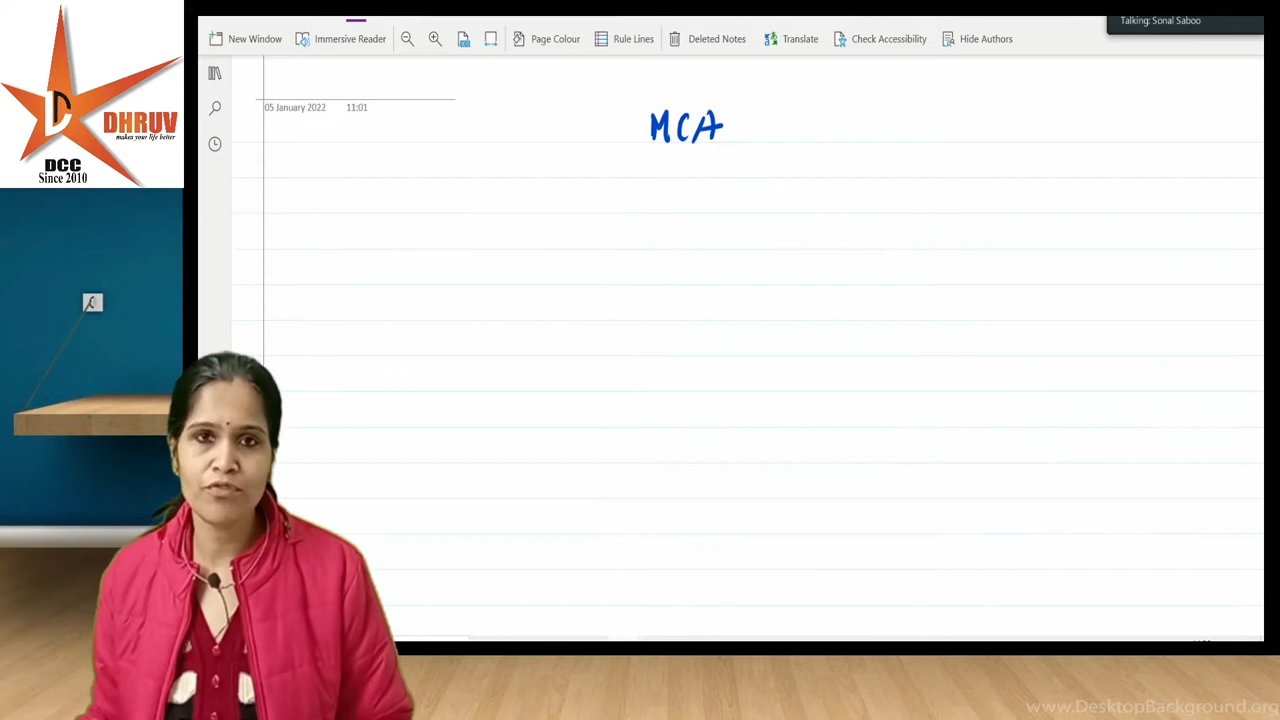 Talking: Sonal Saboo
New Window
Immersive Reader
Page Colour
Rule Lines
Deleted Notes
Translate
Check Accessibility
Hide Authors
D
DHRUV
makes your life better
DCC
Since 2010
05 January 2022 11:01
MCA
www.DesktopBackground.org